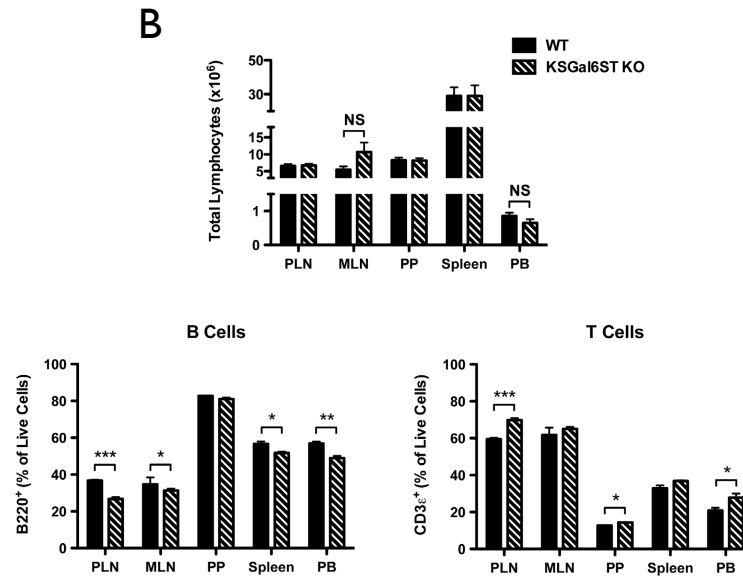 B
WT
KSGal6ST KO
Total Lymphocytes (x10⁶)
50
30
15
10
5
1
0
NS
NS
PLN MLN PP Spleen PB
B Cells
B220⁺ (% of Live Cells)
100
80
60
40
20
0
*** * * **
PLN MLN PP Spleen PB
T Cells
CD3ε⁺ (% of Live Cells)
100
80
60
40
20
0
*** * *
PLN MLN PP Spleen PB